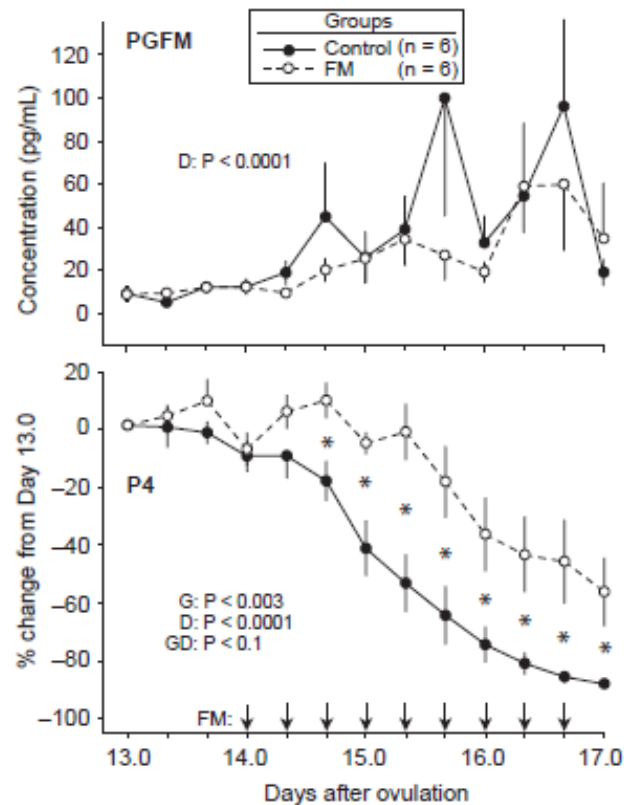 PGFM
Groups
Control (n = 6)
FM (n = 6)
120
100
80
60
40
20
0
Concentration (pg/mL)
D: P < 0.0001
20
0
–20
–40
–60
–80
–100
% change from Day 13.0
P4
*
*
*
*
*
*
*
*
G: P < 0.003
D: P < 0.0001
GD: P < 0.1
FM:
13.0 14.0 15.0 16.0 17.0
Days after ovulation